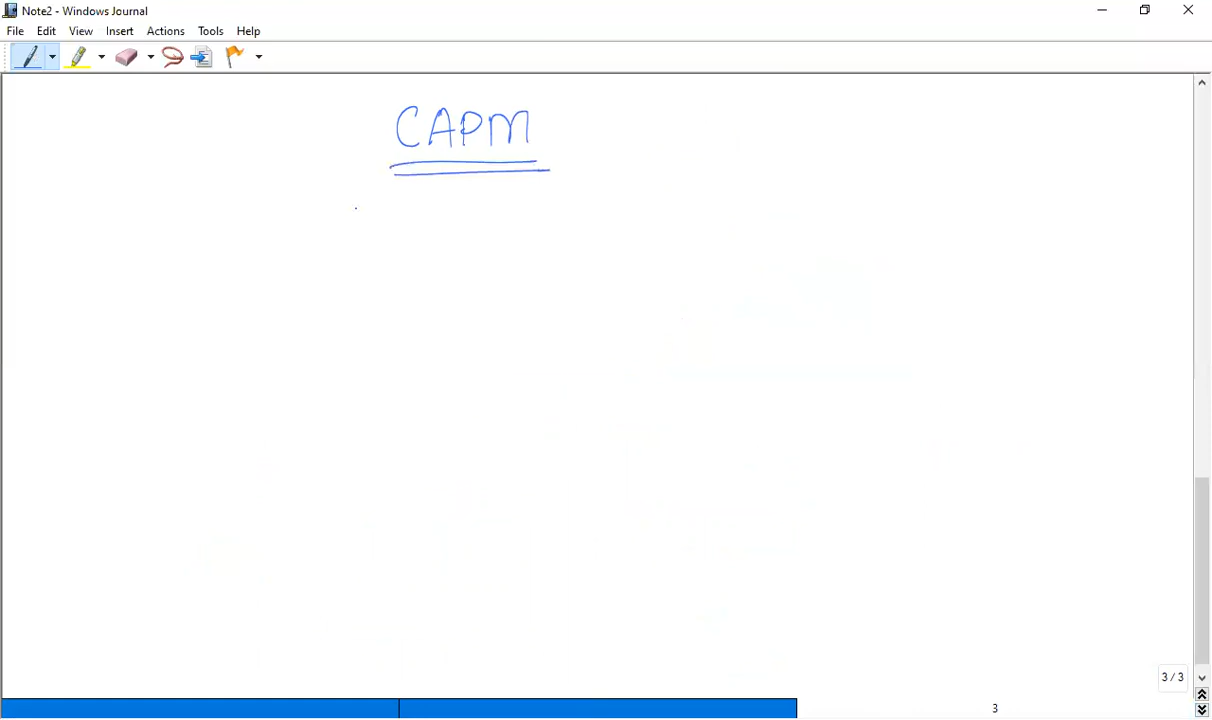 Note2 - Windows Journal
File Edit View Insert Actions Tools Help
CAPM
3 / 3
3